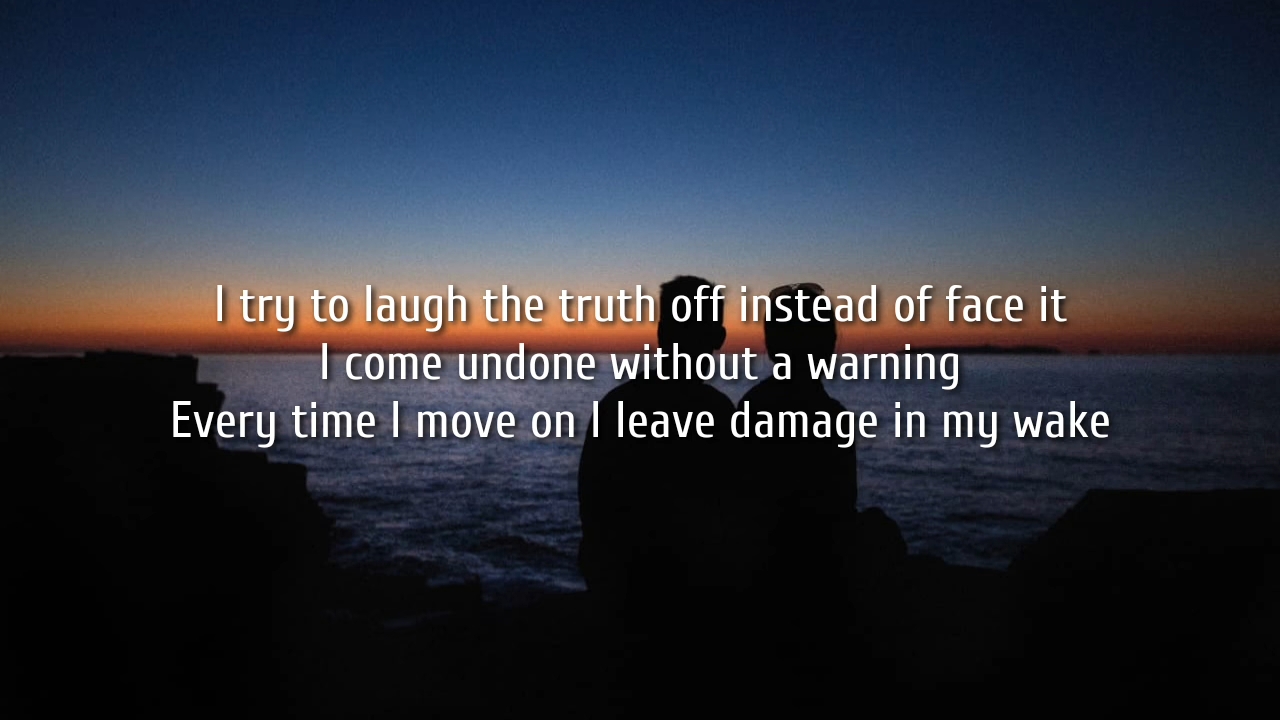 I try to laugh the truth off instead of face it
I come undone without a warning
Every time I move on I leave damage in my wake